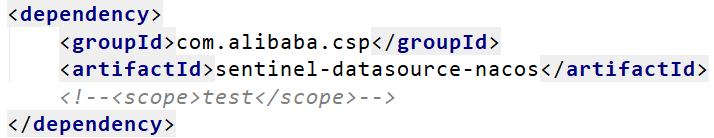 <dependency>
    <groupId>com.alibaba.csp</groupId>
    <artifactId>sentinel-datasource-nacos</artifactId>
    <!--<scope>test</scope>-->
</dependency>